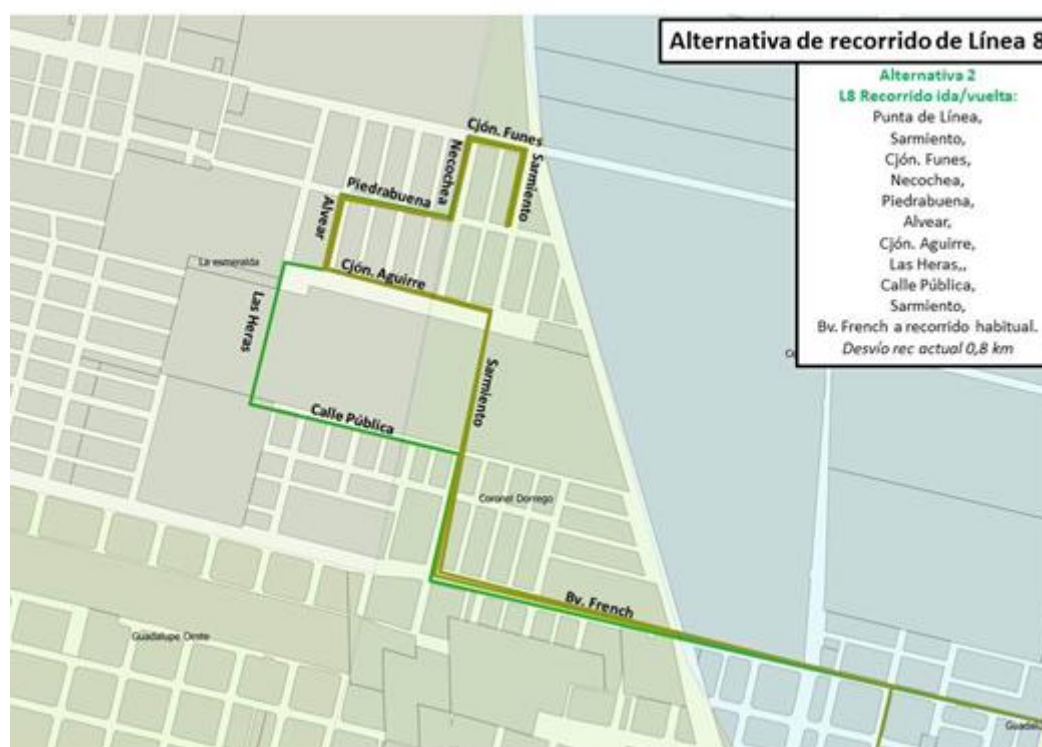 Alternativa de recorrido de Línea 8
Alternativa 2
L8 Recorrido ida/vuelta:
Punta de Línea,
Sarmiento,
Cjón. Funes,
Necochea,
Piedrabuena,
Alvear,
Cjón. Aguirre,
Las Heras,,
Calle Pública,
Sarmiento,
Bv. French a recorrido habitual.
Desvío rec actual 0,8 km
Cjón. Funes
Necochea
Sarmiento
Piedrabuena
Alvear
La esmeralda
Cjón. Aguirre
Las Heras
Sarmiento
Calle Pública
Coronel Dorrego
Bv. French
Guadalupe Oeste